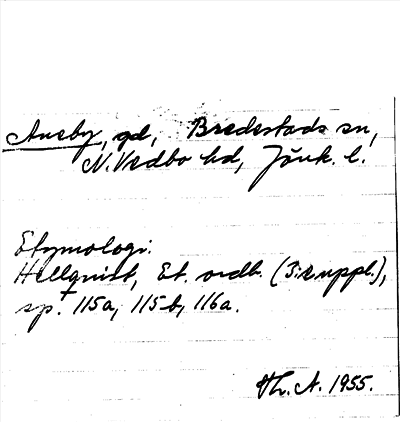 Aneby, gd, Bredestads sn,
N. Vedbo hd, Jönk. l.
Etymologi:
Hellquist, Et. ordb. (3:e uppl.),
sp. 115a, 115b, 116a.
Th. A. 1955.